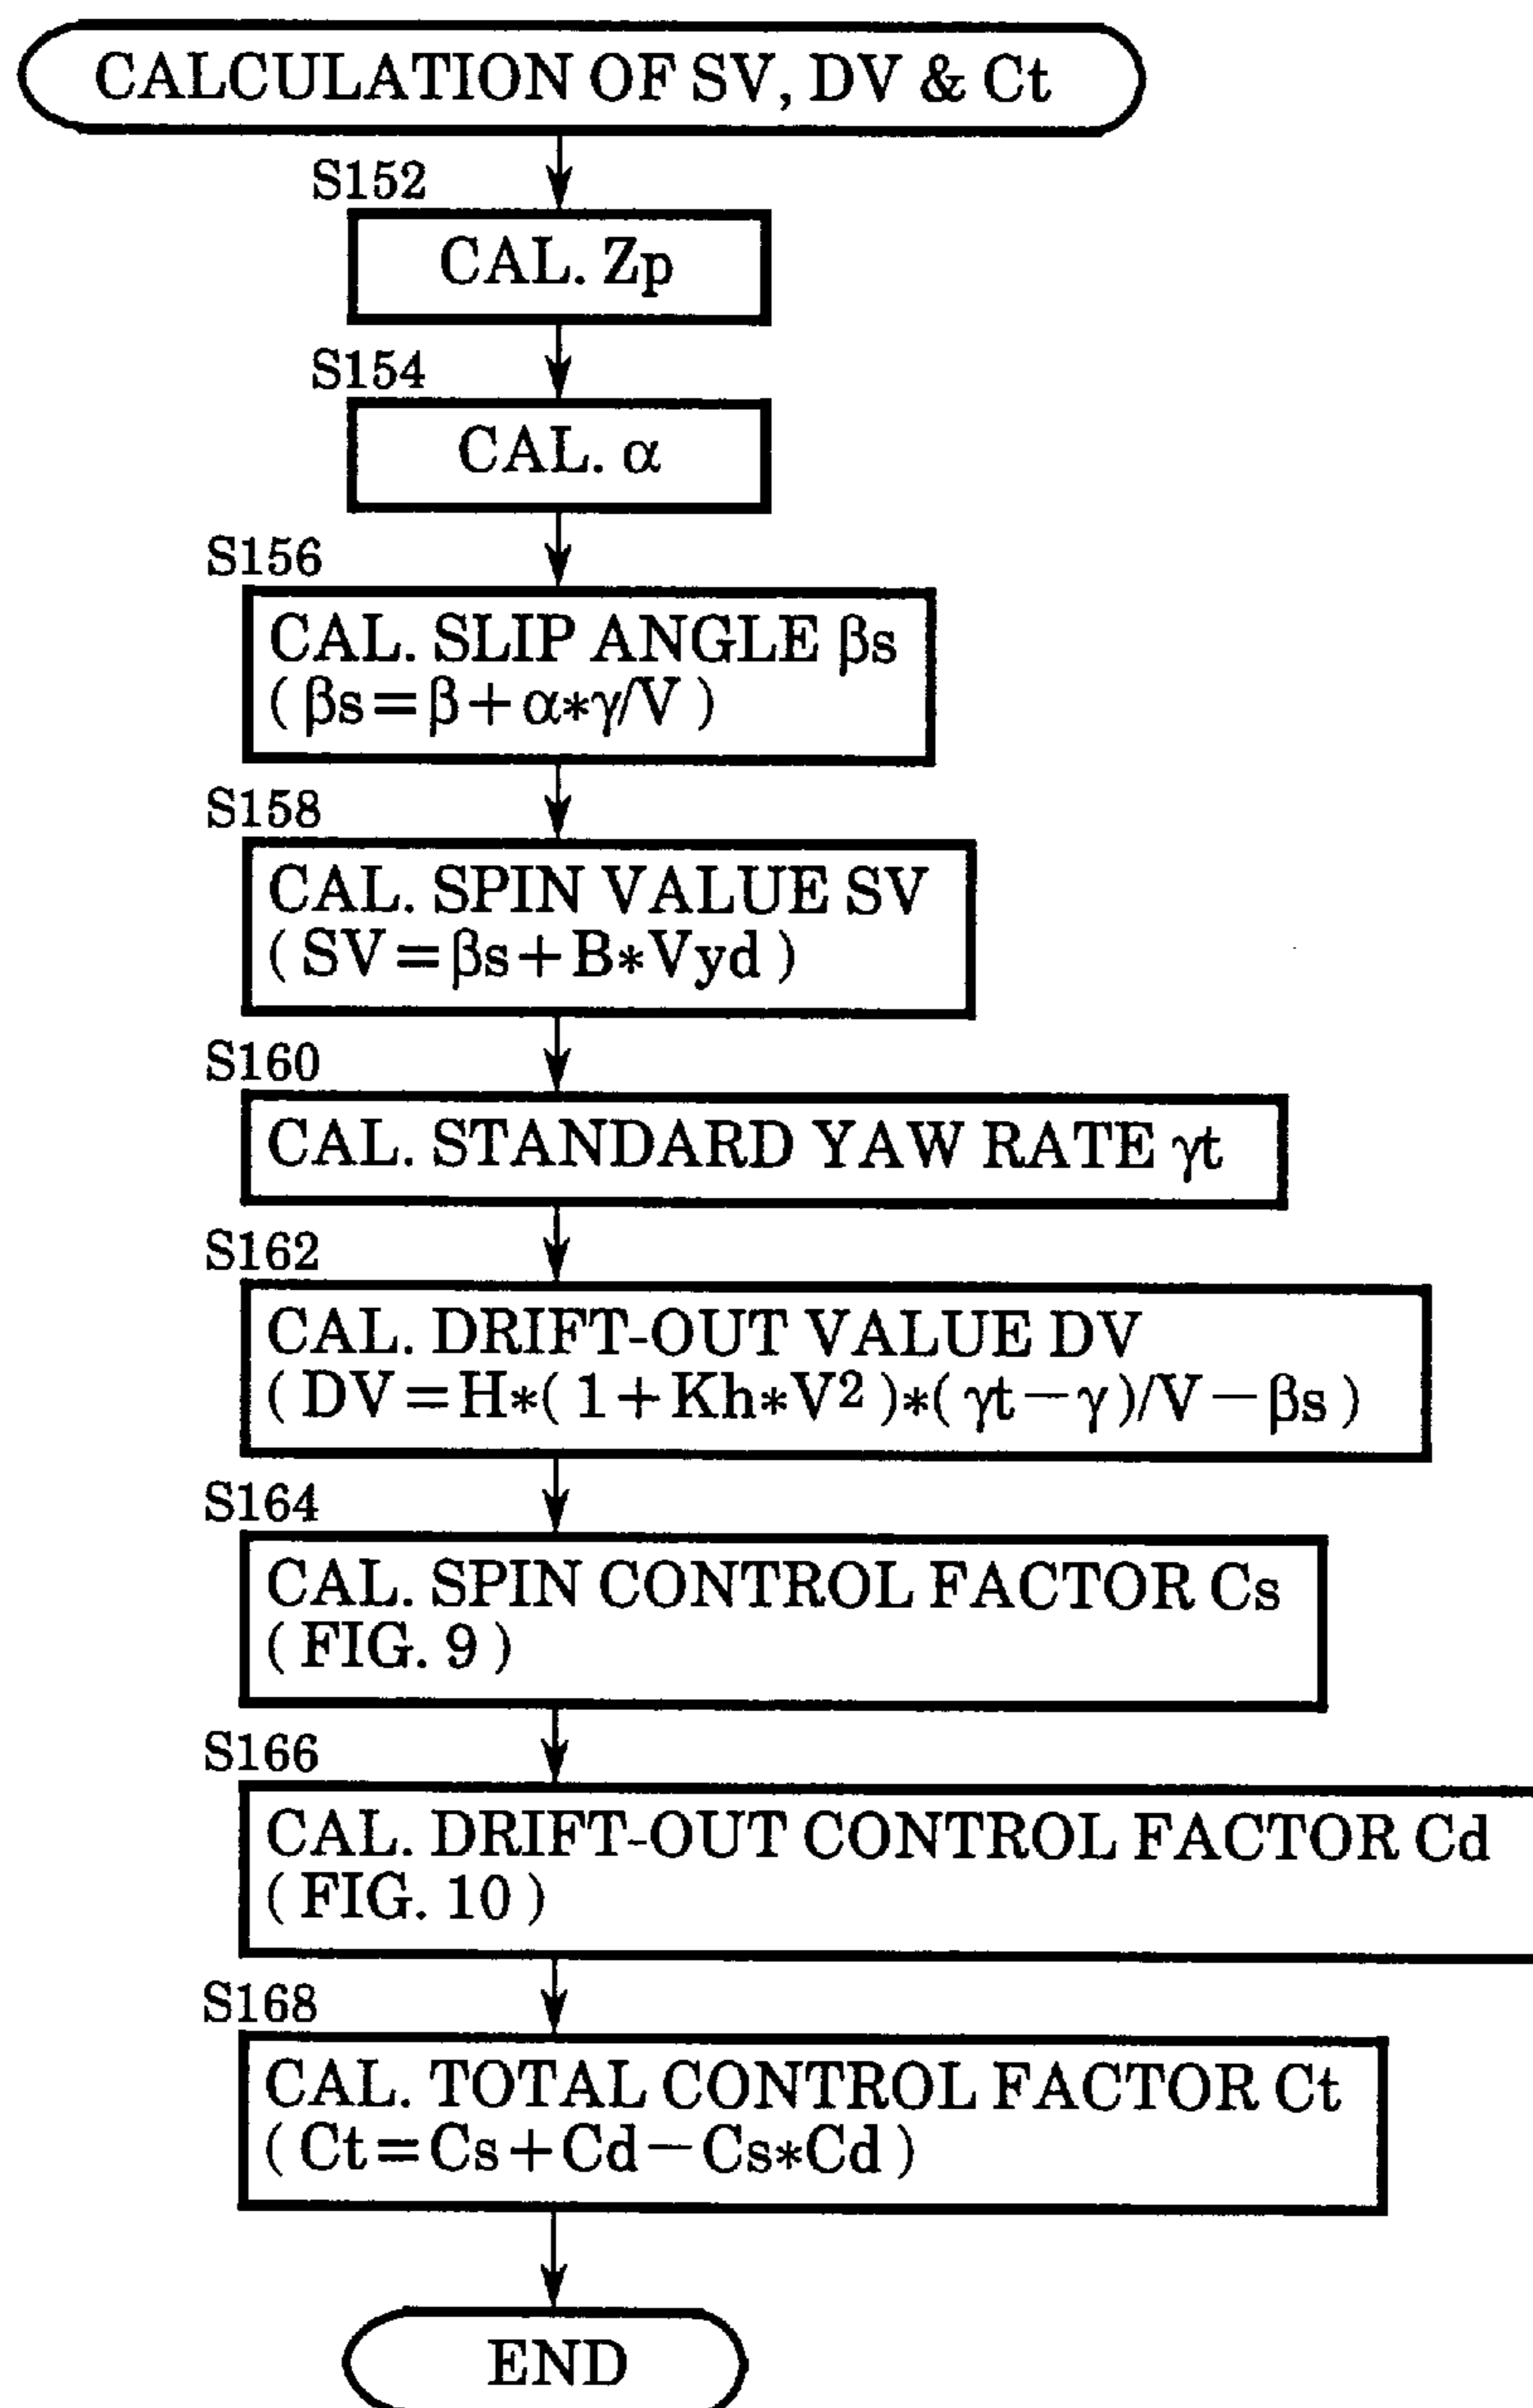 CALCULATION OF SV, DV & Ct
S152
CAL. Zp
S154
CAL. α
S156
CAL. SLIP ANGLE βs
( βs=β+α*γ/V )
S158
CAL. SPIN VALUE SV
( SV=βs+B*Vyd )
S160
CAL. STANDARD YAW RATE γt
S162
CAL. DRIFT-OUT VALUE DV
( DV=H*( 1+Kh*V² )*( γt-γ )/V-βs )
S164
CAL. SPIN CONTROL FACTOR Cs
( FIG. 9 )
S166
CAL. DRIFT-OUT CONTROL FACTOR Cd
( FIG. 10 )
S168
CAL. TOTAL CONTROL FACTOR Ct
( Ct=Cs+Cd-Cs*Cd )
END